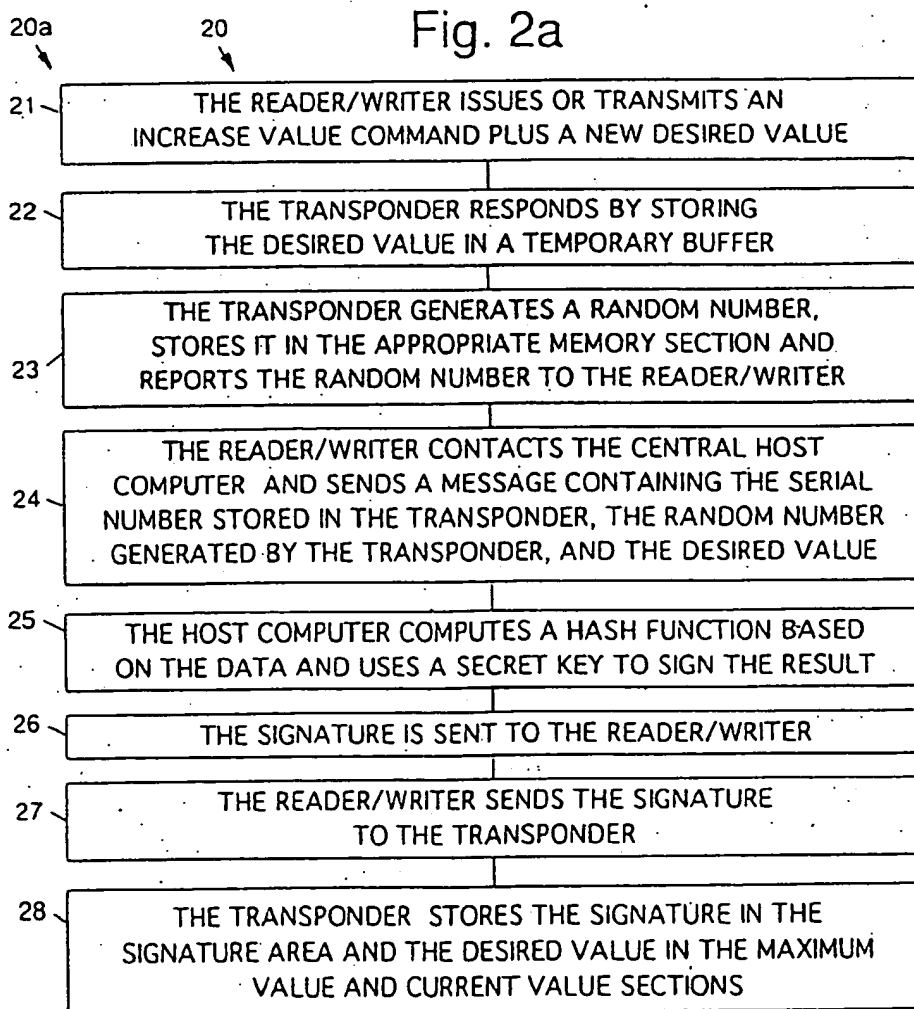 20a
20
Fig. 2a
21
THE READER/WRITER ISSUES OR TRANSMITS AN
INCREASE VALUE COMMAND PLUS A NEW DESIRED VALUE
22
THE TRANSPONDER RESPONDS BY STORING
THE DESIRED VALUE IN A TEMPORARY BUFFER
23
THE TRANSPONDER GENERATES A RANDOM NUMBER,
STORES IT IN THE APPROPRIATE MEMORY SECTION AND
REPORTS THE RANDOM NUMBER TO THE READER/WRITER
24
THE READER/WRITER CONTACTS THE CENTRAL HOST
COMPUTER AND SENDS A MESSAGE CONTAINING THE SERIAL
NUMBER STORED IN THE TRANSPONDER, THE RANDOM NUMBER
GENERATED BY THE TRANSPONDER, AND THE DESIRED VALUE
25
THE HOST COMPUTER COMPUTES A HASH FUNCTION BASED
ON THE DATA AND USES A SECRET KEY TO SIGN THE RESULT
26
THE SIGNATURE IS SENT TO THE READER/WRITER
27
THE READER/WRITER SENDS THE SIGNATURE
TO THE TRANSPONDER
28
THE TRANSPONDER STORES THE SIGNATURE IN THE
SIGNATURE AREA AND THE DESIRED VALUE IN THE MAXIMUM
VALUE AND CURRENT VALUE SECTIONS